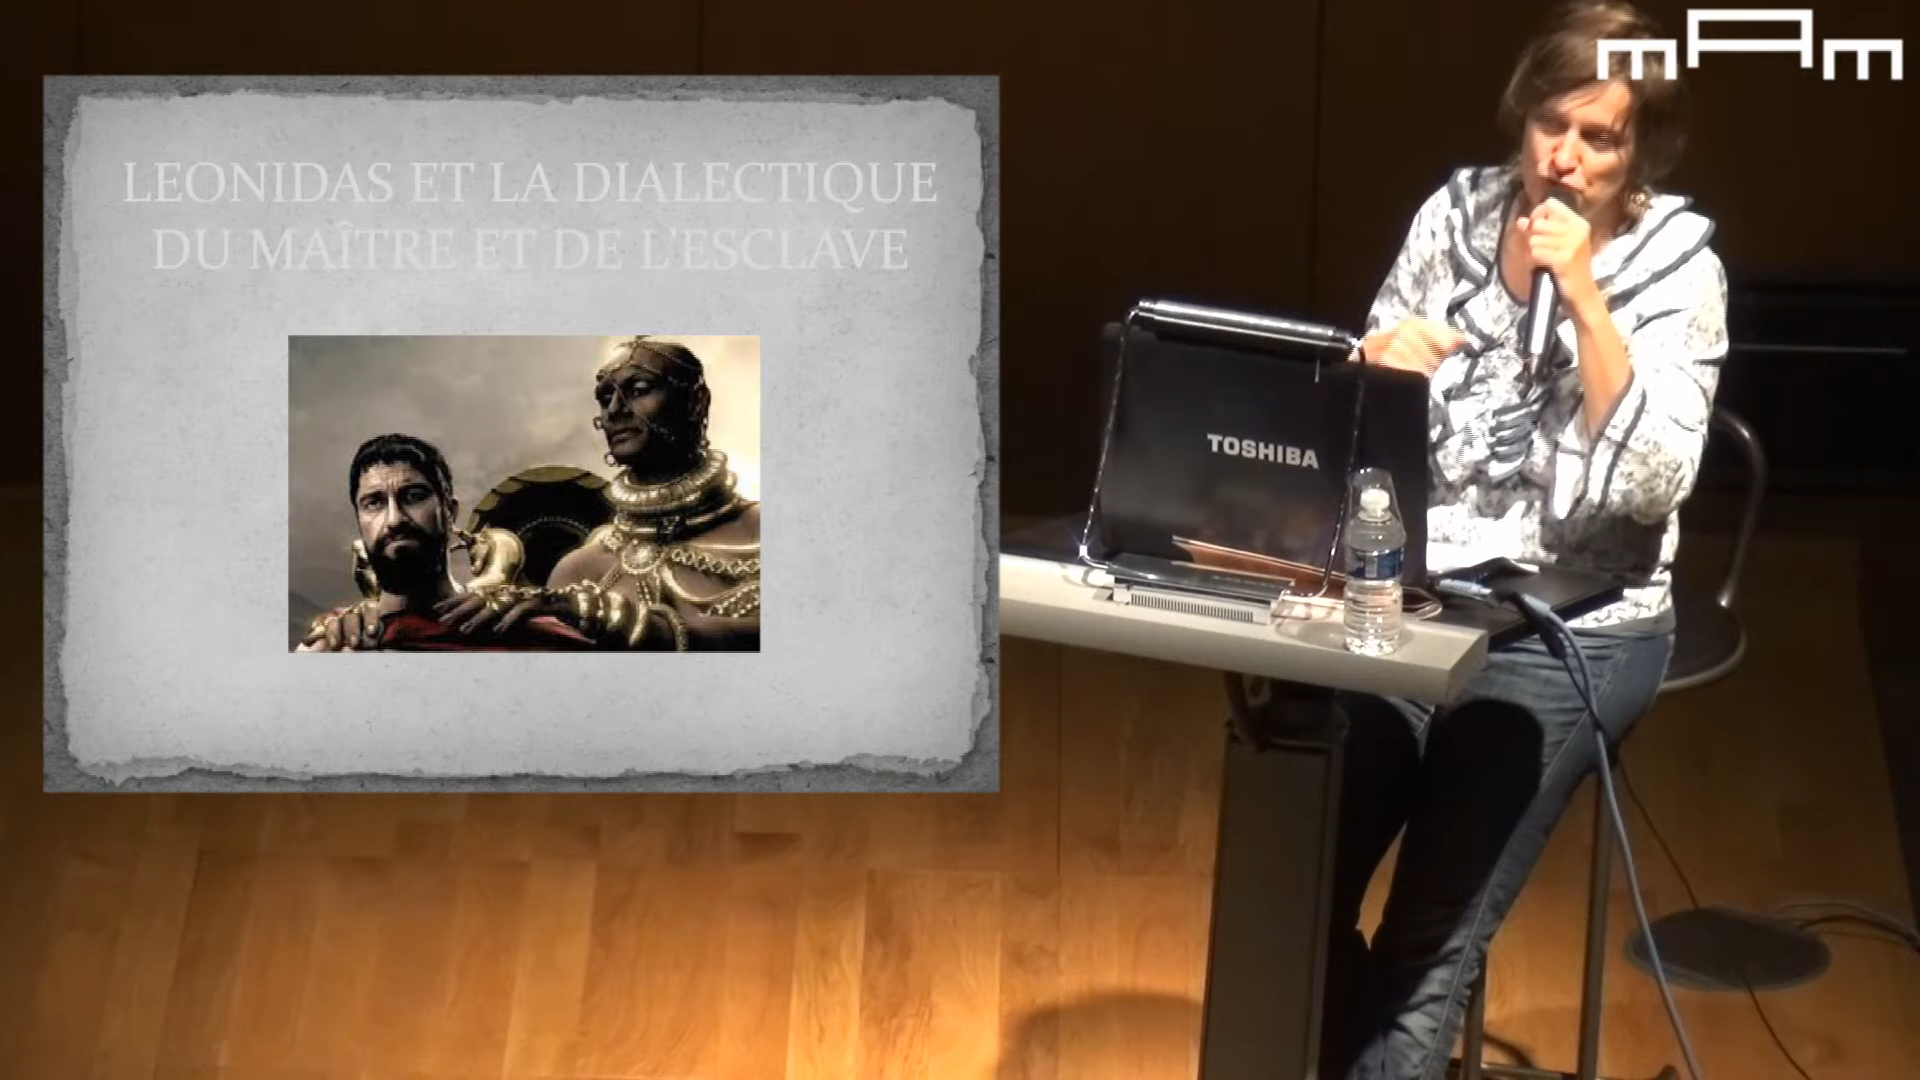 mAm
LEONIDAS ET LA DIALECTIQUE
DU MAÎTRE ET DE L'ESCLAVE
TOSHIBA